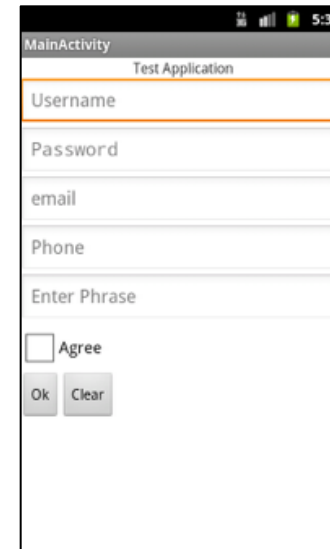 5:3
MainActivity
Test Application
Username
Password
email
Phone
Enter Phrase
Agree
Ok Clear